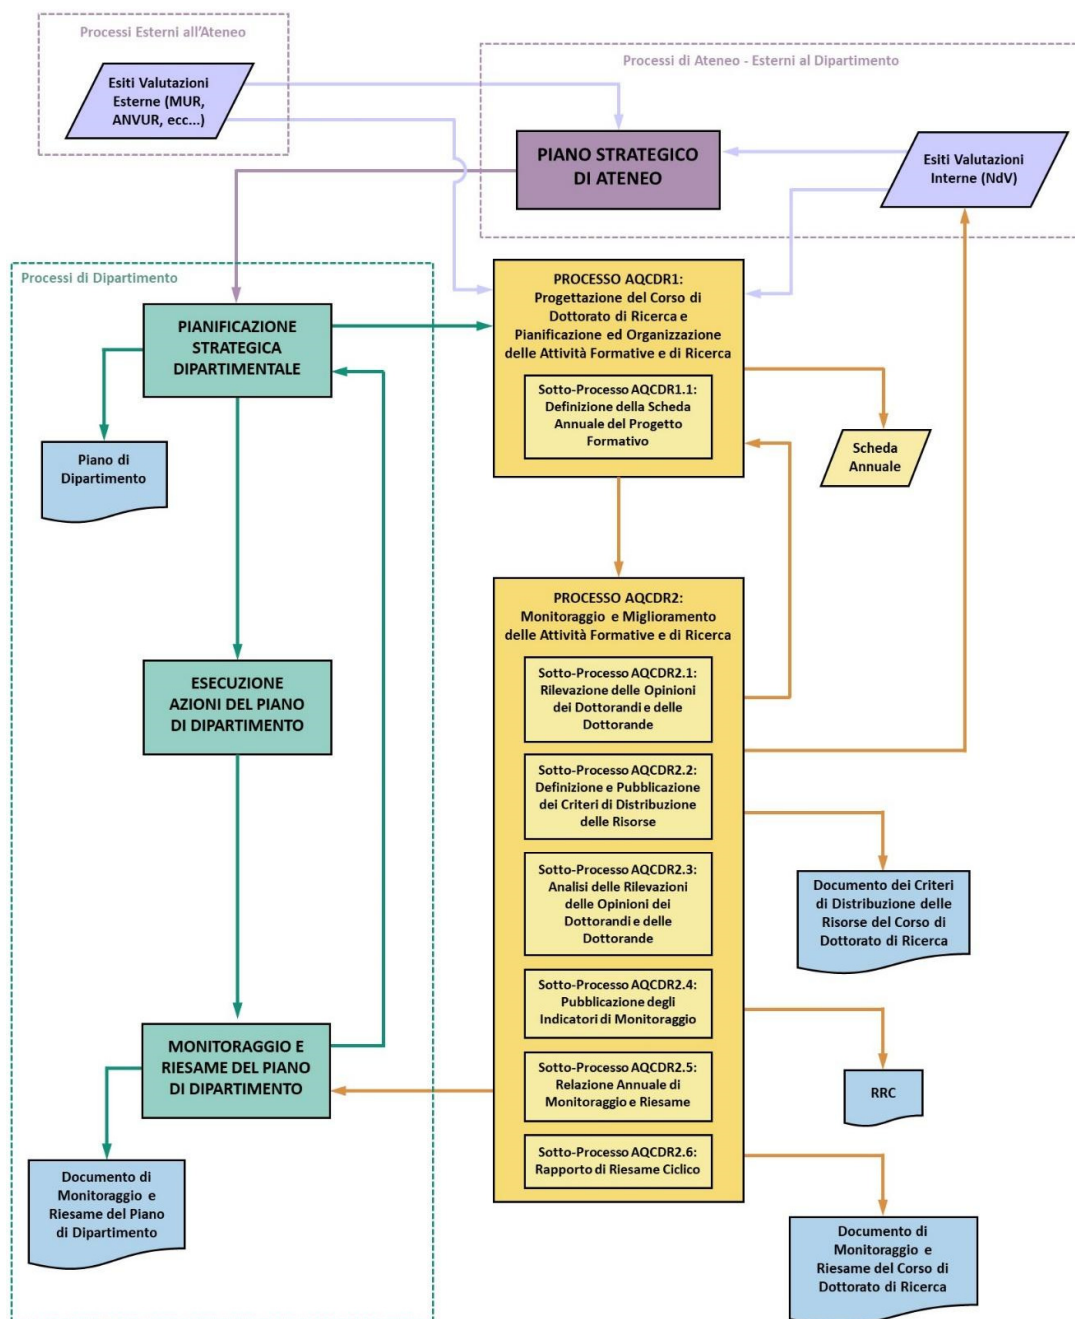 Processi Esterni all'Ateneo
Esiti Valutazioni
Esterne (MUR,
ANVUR, ecc...)
Processi di Ateneo - Esterni al Dipartimento
PIANO STRATEGICO
DI ATENEO
Esiti Valutazioni
Interne (NdV)
Processi di Dipartimento
PIANIFICAZIONE
STRATEGICA
DIPARTIMENTALE
Piano di
Dipartimento
ESECUZIONE
AZIONI DEL PIANO
DI DIPARTIMENTO
MONITORAGGIO E
RIESAME DEL PIANO
DI DIPARTIMENTO
Documento di
Monitoraggio e
Riesame del Piano
di Dipartimento
PROCESSO AQCDR1:
Progettazione del Corso di
Dottorato di Ricerca e
Pianificazione ed Organizzazione
delle Attività Formative e di Ricerca
Sotto-Processo AQCDR1.1:
Definizione della Scheda
Annuale del Progetto
Formativo
Scheda
Annuale
PROCESSO AQCDR2:
Monitoraggio e Miglioramento
delle Attività Formative e di Ricerca
Sotto-Processo AQCDR2.1:
Rilevazione delle Opinioni
dei Dottorandi e delle
Dottorande
Sotto-Processo AQCDR2.2:
Definizione e Pubblicazione
dei Criteri di Distribuzione
delle Risorse
Sotto-Processo AQCDR2.3:
Analisi delle Rilevazioni
delle Opinioni dei
Dottorandi e delle
Dottorande
Sotto-Processo AQCDR2.4:
Pubblicazione degli
Indicatori di Monitoraggio
Sotto-Processo AQCDR2.5:
Relazione Annuale di
Monitoraggio e Riesame
Sotto-Processo AQCDR2.6:
Rapporto di Riesame Ciclico
Documento dei Criteri
di Distribuzione delle
Risorse del Corso di
Dottorato di Ricerca
RRC
Documento di
Monitoraggio e
Riesame del Corso di
Dottorato di Ricerca